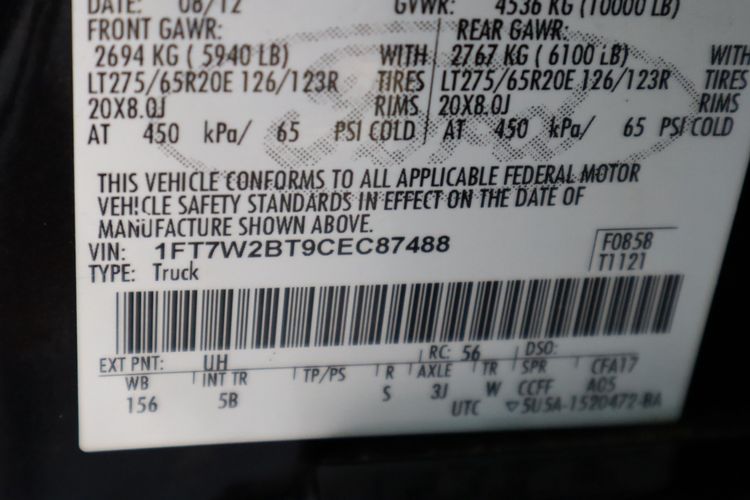 DATE: 08/12 GVWR: 4536 KG (10000 LB)
FRONT GAWR: REAR GAWR:
2694 KG ( 5940 LB) WITH 2767 KG ( 6100 LB) WITH
LT275/65R20E 126/123R TIRES LT275/65R20E 126/123R TIRES
20X8.0J RIMS 20X8.0J RIMS
AT 450 kPa/ 65 PSI COLD AT 450 kPa/ 65 PSI COLD
THIS VEHICLE CONFORMS TO ALL APPLICABLE FEDERAL MOTOR
VEHICLE SAFETY STANDARDS IN EFFECT ON THE DATE OF
MANUFACTURE SHOWN ABOVE.
VIN: 1FT7W2BT9CEC87488 F0858
TYPE: Truck T1121
EXT PNT: UH RC: 56 DSO:
WB INT TR TP/PS R AXLE TR SPR CFA17
156 5B S 3J W CCFF A05
UTC ▽5U5A-1520472-BA